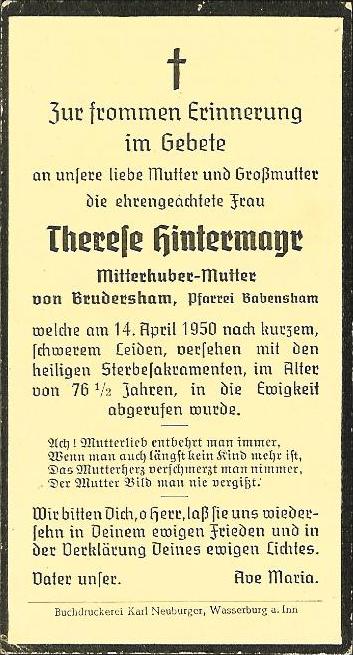 Zur frommen Erinnerung
im Gebete
an unsere liebe Mutter und Großmutter
die ehrengeachtete Frau
Therese Hintermayr
Mitterhuber-Mutter
von Brudersham, Pfarrei Babensham
welche am 14. April 1950 nach kurzem,
schwerem Leiden, versehen mit den
heiligen Sterbesakramenten, im Alter
von 76 1/2 Jahren, in die Ewigkeit
abgerufen wurde.
Ach! Mutterlieb entbehrt man immer,
Wenn man auch längst kein Kind mehr ist,
Das Mutterherz verschmerzt man nimmer,
Der Mutter Bild man nie vergißt.
Wir bitten Dich, o Herr, laß sie uns wieder-
sehn in Deinem ewigen Frieden und in
der Verklärung Deines ewigen Lichtes.
Vater unser. Ave Maria.
Buchdruckerei Karl Neuburger, Wasserburg a. Inn